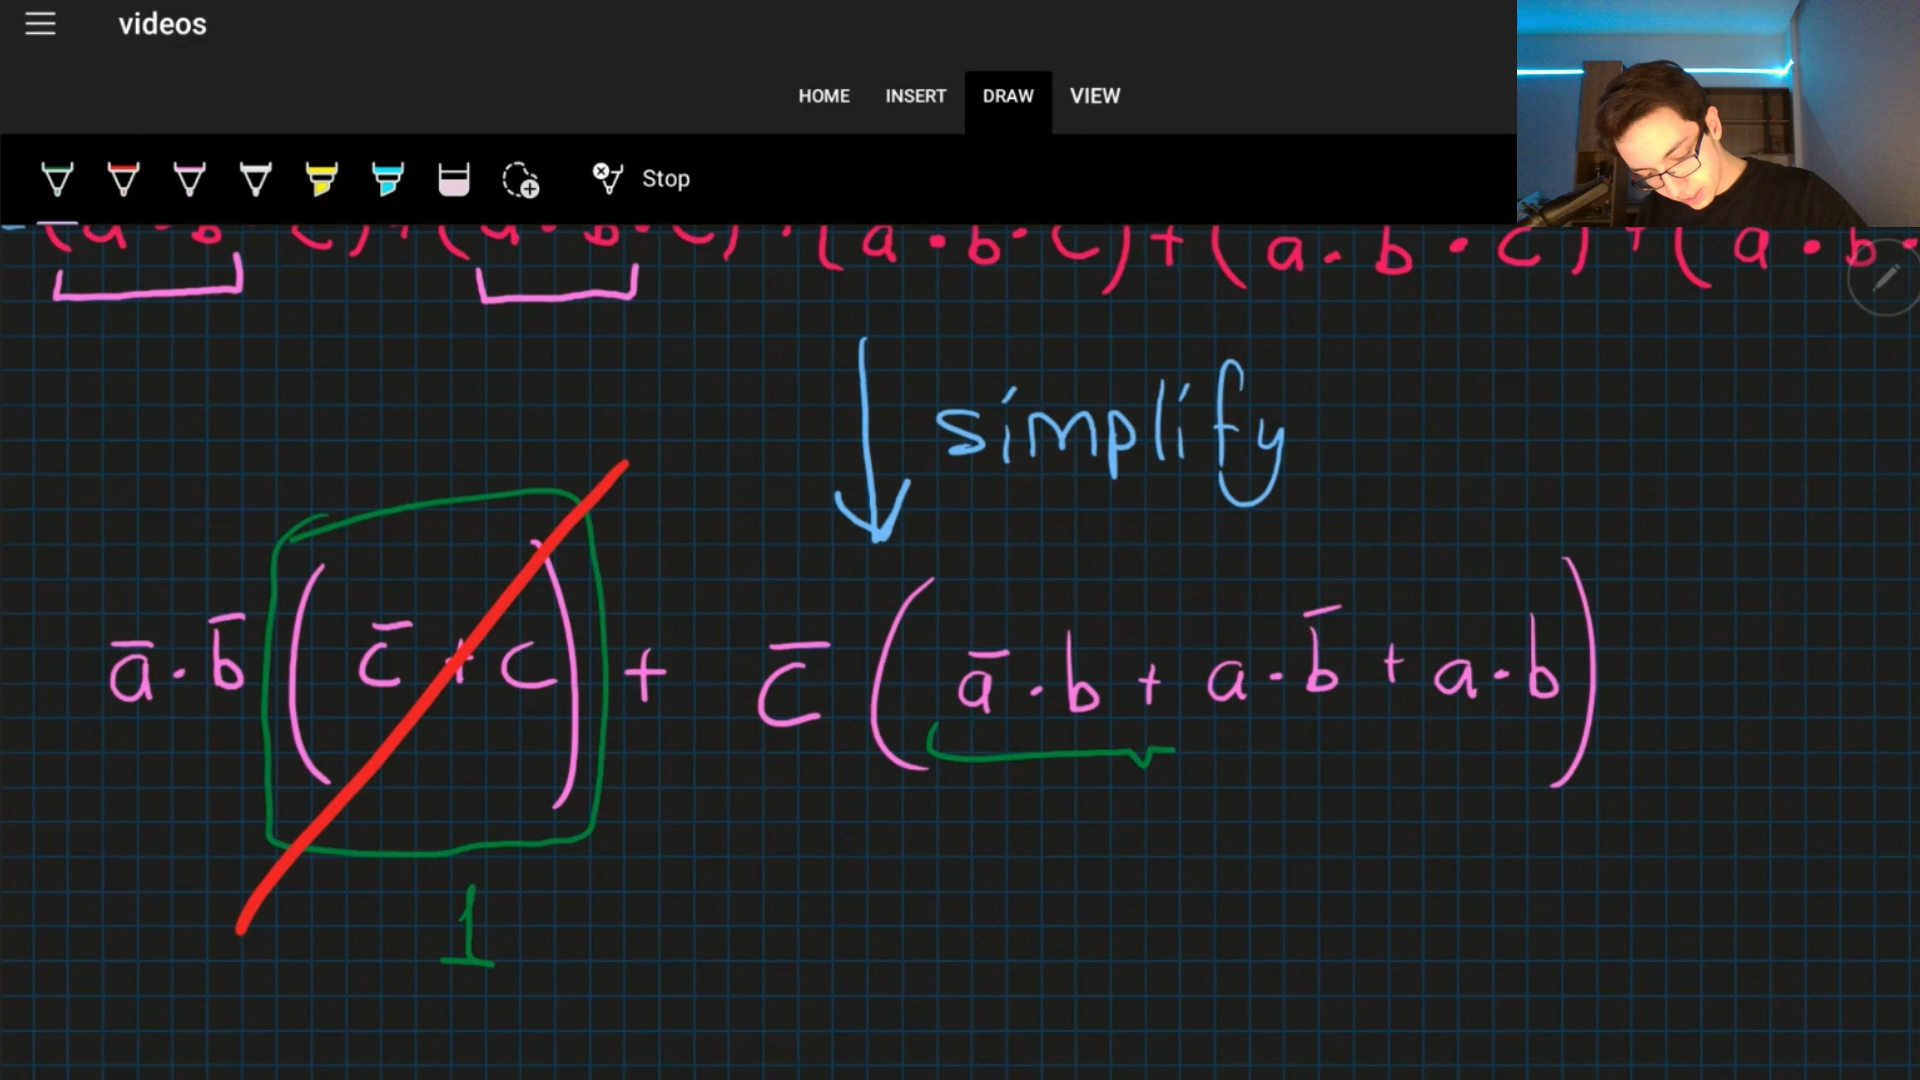 videos
HOME INSERT DRAW VIEW
Stop
simplify
a̅ · b̅ ( c̅ + c ) + c̅ ( a̅ · b + a · b̅ + a · b )
1